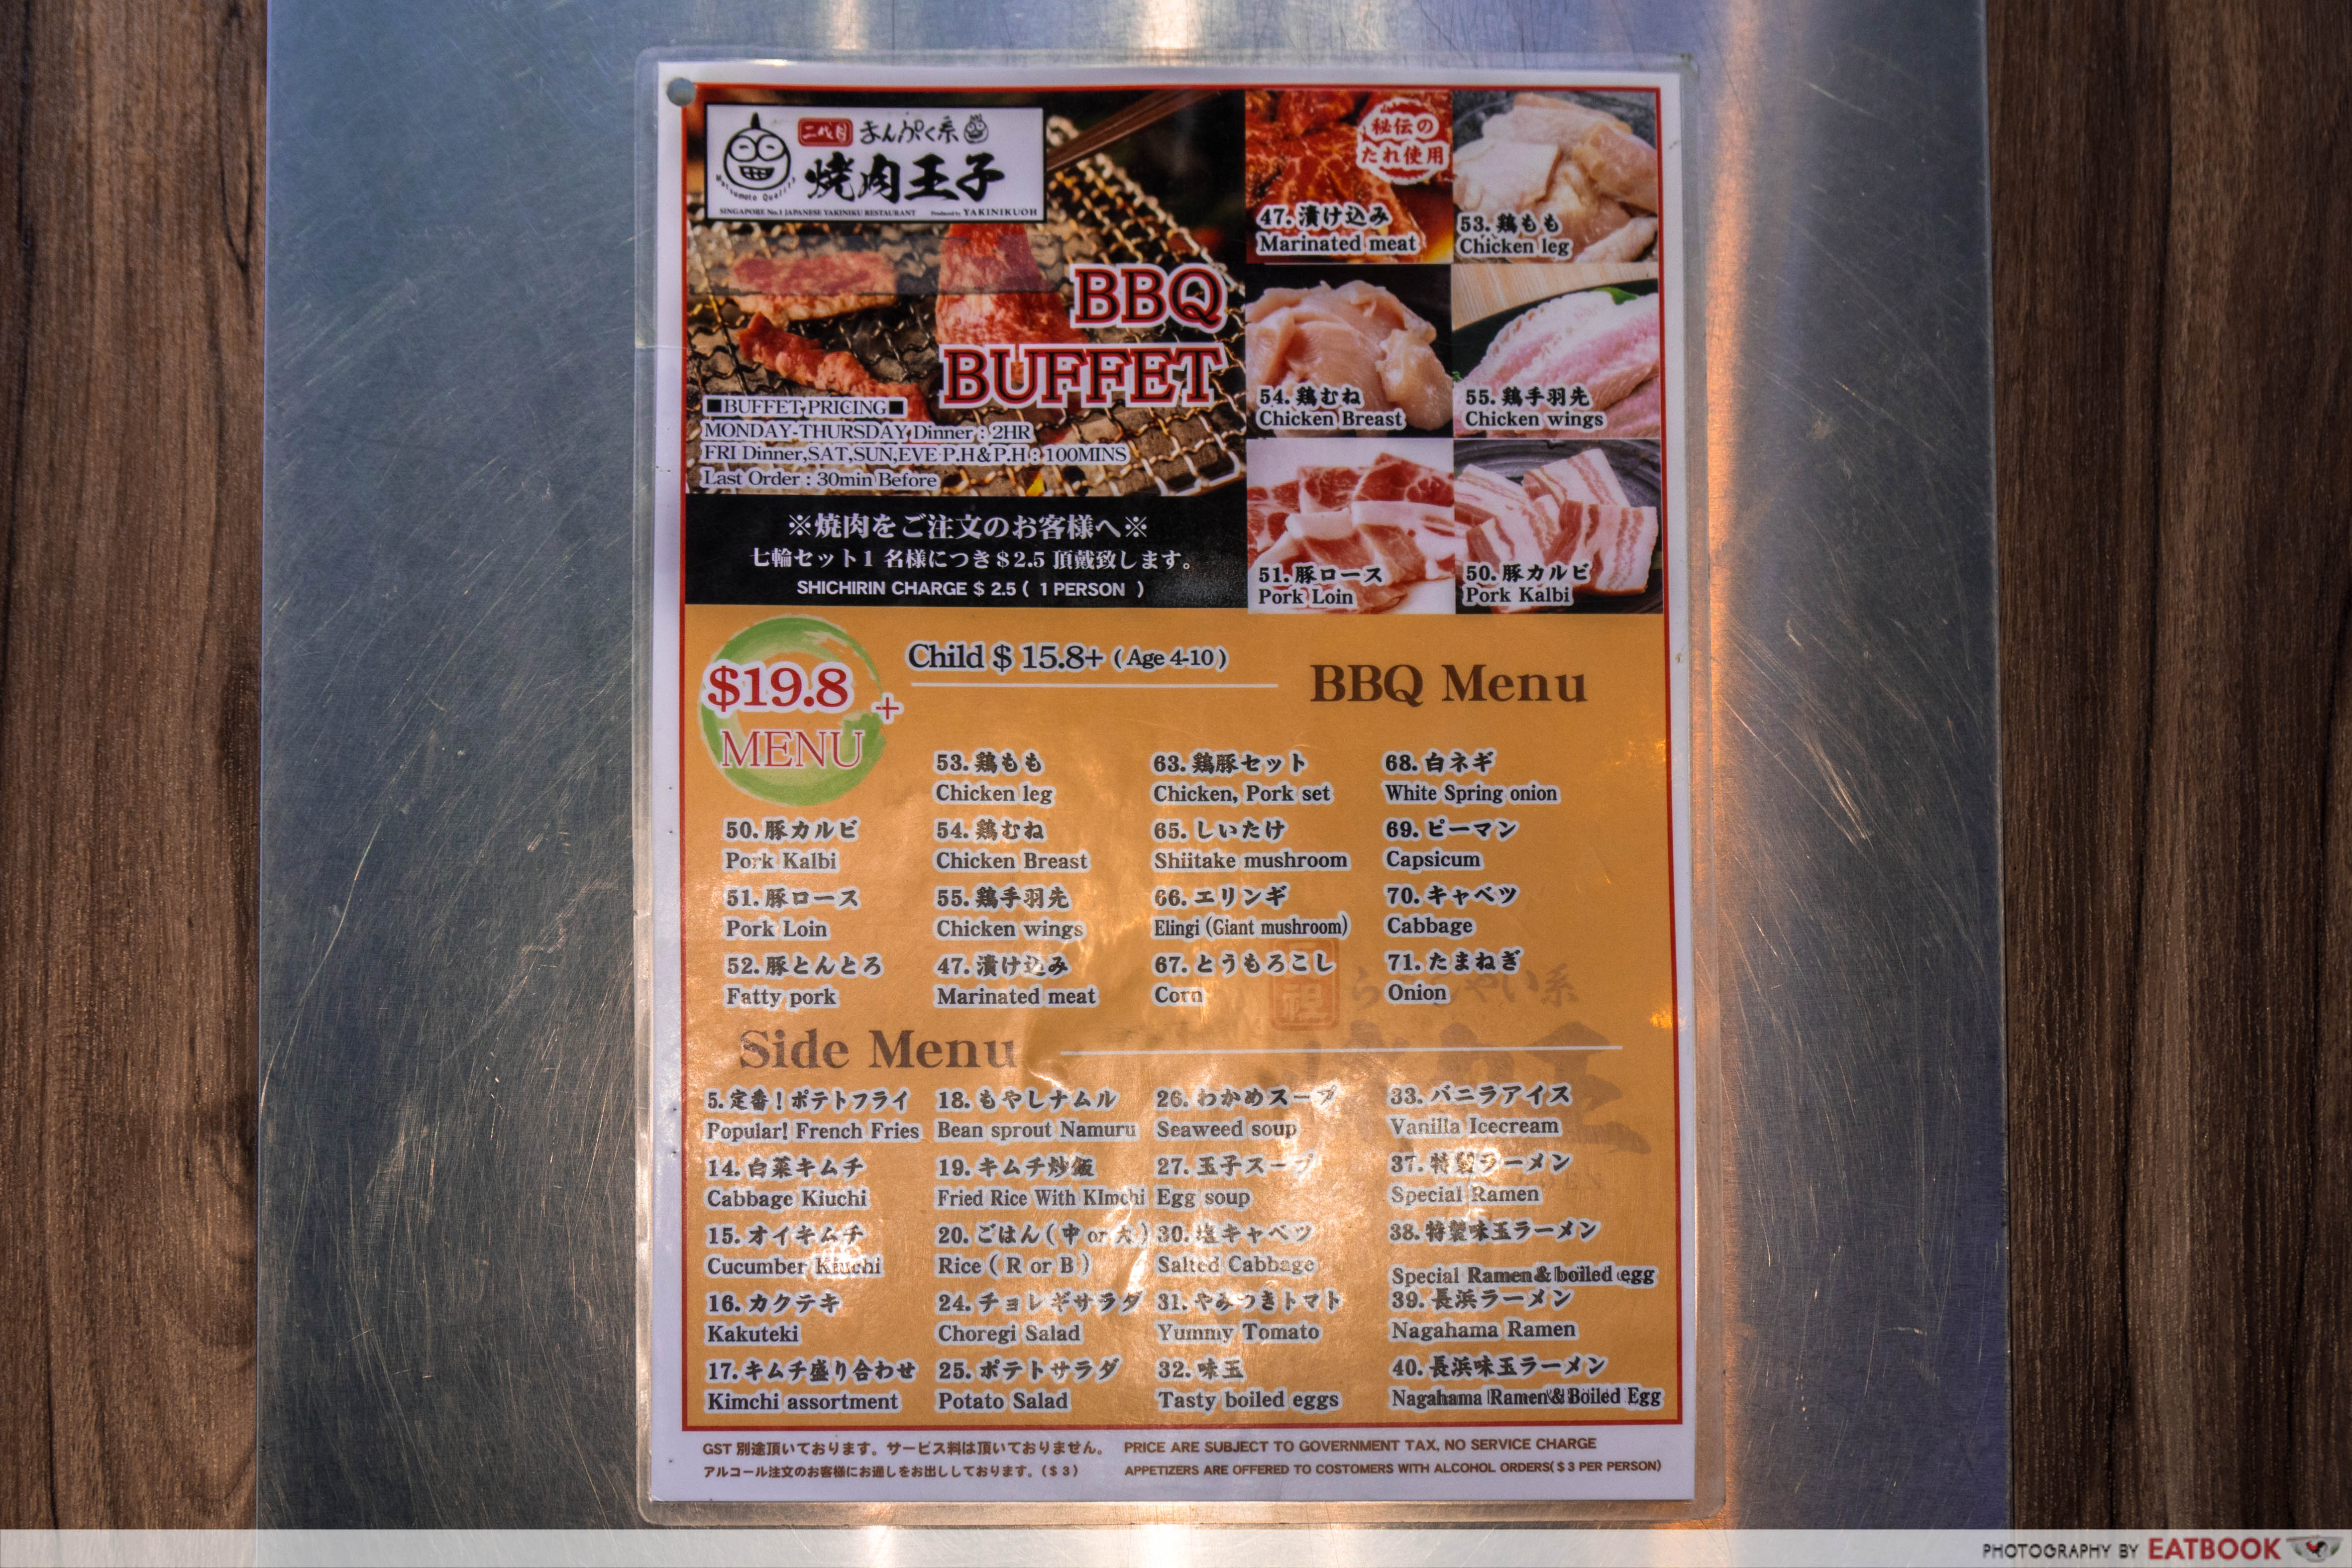 二代目 まんぷく系
焼肉王子
Matsumoto Quality
SINGAPORE No.1 JAPANESE YAKINIKU RESTAURANT Produced by YAKINIKUOH
BBQ
BUFFET
■BUFFET PRICING■
MONDAY-THURSDAY Dinner : 2HR
FRI Dinner,SAT,SUN,EVE P.H&P.H : 100MINS
Last Order : 30min Before
※焼肉をご注文のお客様へ※
七輪セット1 名様につき$2.5 頂戴致します。
SHICHIRIN CHARGE $ 2.5 ( 1 PERSON )
秘伝の
たれ使用
47. 漬け込み
Marinated meat
53. 鶏もも
Chicken leg
54. 鶏むね
Chicken Breast
55. 鶏手羽先
Chicken wings
51. 豚ロース
Pork Loin
50. 豚カルビ
Pork Kalbi
$19.8 +
MENU
Child $ 15.8+ ( Age 4-10 )
BBQ Menu
50. 豚カルビ
Pork Kalbi
51. 豚ロース
Pork Loin
52. 豚とんとろ
Fatty pork
53. 鶏もも
Chicken leg
54. 鶏むね
Chicken Breast
55. 鶏手羽先
Chicken wings
47. 漬け込み
Marinated meat
63. 鶏豚セット
Chicken, Pork set
65. しいたけ
Shiitake mushroom
66. エリンギ
Elingi (Giant mushroom)
67. とうもろこし
Corn
68. 白ネギ
White Spring onion
69. ピーマン
Capsicum
70. キャベツ
Cabbage
71. たまねぎ
Onion
Side Menu
5. 定番！ポテトフライ
Popular! French Fries
14. 白菜キムチ
Cabbage Kiuchi
15. オイキムチ
Cucumber Kiuchi
16. カクテキ
Kakuteki
17. キムチ盛り合わせ
Kimchi assortment
18. もやしナムル
Bean sprout Namuru
19. キムチ炒飯
Fried Rice With KImchi
20. ごはん ( 中 or 大 )
Rice ( R or B )
24. チョレギサラダ
Choregi Salad
25. ポテトサラダ
Potato Salad
26. わかめスープ
Seaweed soup
27. 玉子スープ
Egg soup
30. 塩キャベツ
Salted Cabbage
31. やみつきトマト
Yummy Tomato
32. 味玉
Tasty boiled eggs
33. バニラアイス
Vanilla Icecream
37. 特製ラーメン
Special Ramen
38. 特製味玉ラーメン
Special Ramen& boiled egg
39. 長浜ラーメン
Nagahama Ramen
40. 長浜味玉ラーメン
Nagahama Ramen& Boiled Egg
GST 別途頂いております。サービス料は頂いておりません。 PRICE ARE SUBJECT TO GOVERNMENT TAX, NO SERVICE CHARGE
アルコール注文のお客様にお通しをお出ししております。( $ 3 ) APPETIZERS ARE OFFERED TO COSTOMERS WITH ALCOHOL ORDERS( $ 3 PER PERSON)
PHOTOGRAPHY BY EATBOOK